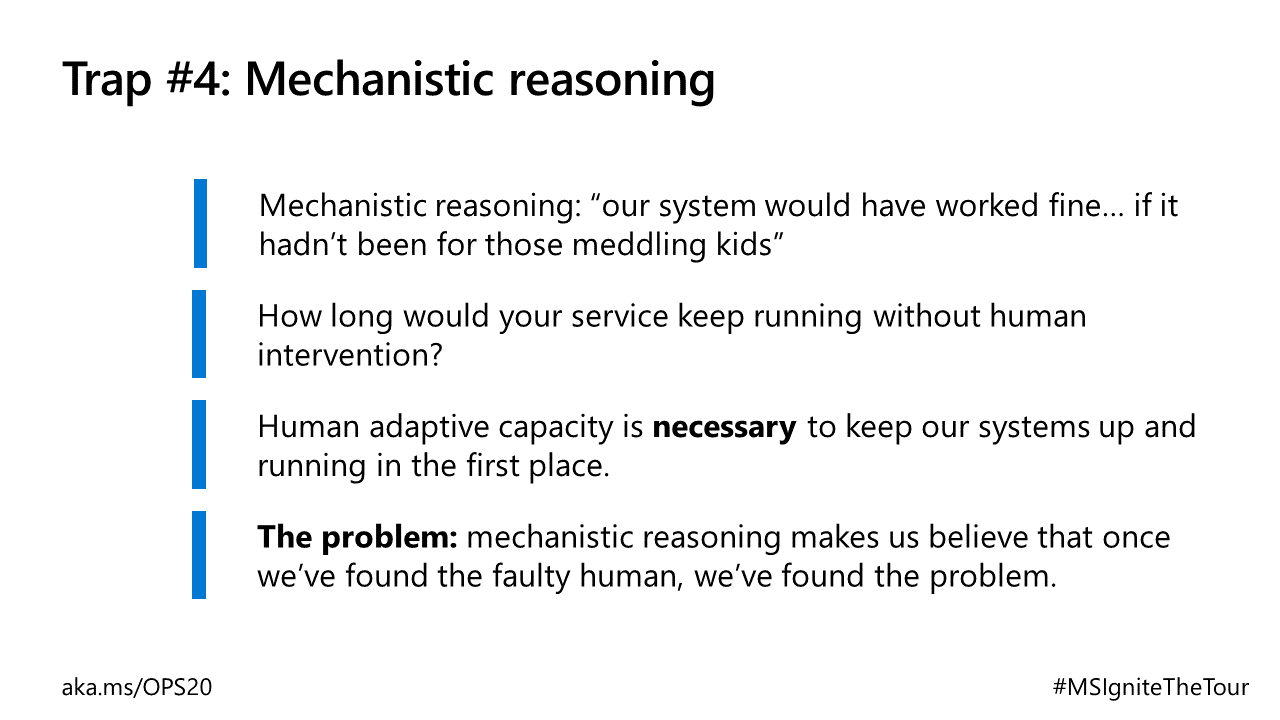 Trap #4: Mechanistic reasoning
Mechanistic reasoning: “our system would have worked fine... if it
hadn’t been for those meddling kids”
How long would your service keep running without human
intervention?
Human adaptive capacity is necessary to keep our systems up and
running in the first place.
The problem: mechanistic reasoning makes us believe that once
we’ve found the faulty human, we’ve found the problem.
aka.ms/OPS20
#MSIgniteTheTour